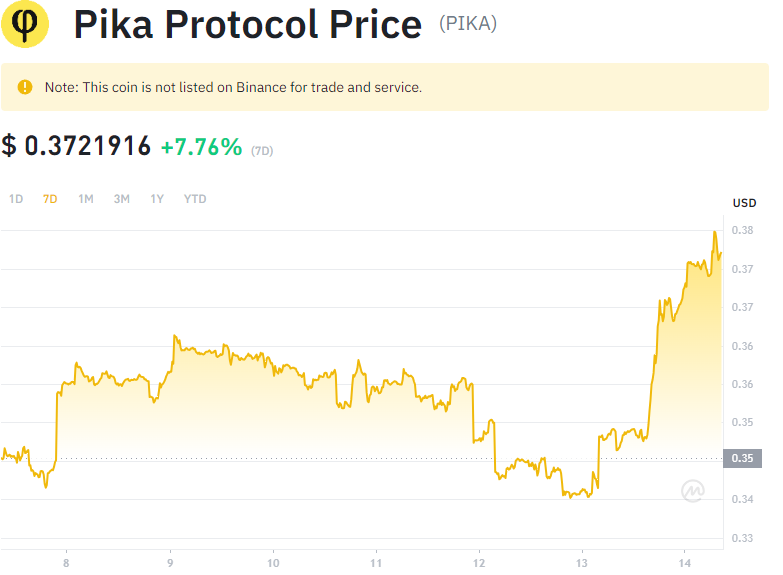 φ Pika Protocol Price (PIKA)
Note: This coin is not listed on Binance for trade and service.
$ 0.3721916 +7.76% (7D)
1D 7D 1M 3M 1Y YTD
USD
0.38
0.37
0.37
0.36
0.36
0.35
0.35
0.34
0.33
8 9 10 11 12 13 14